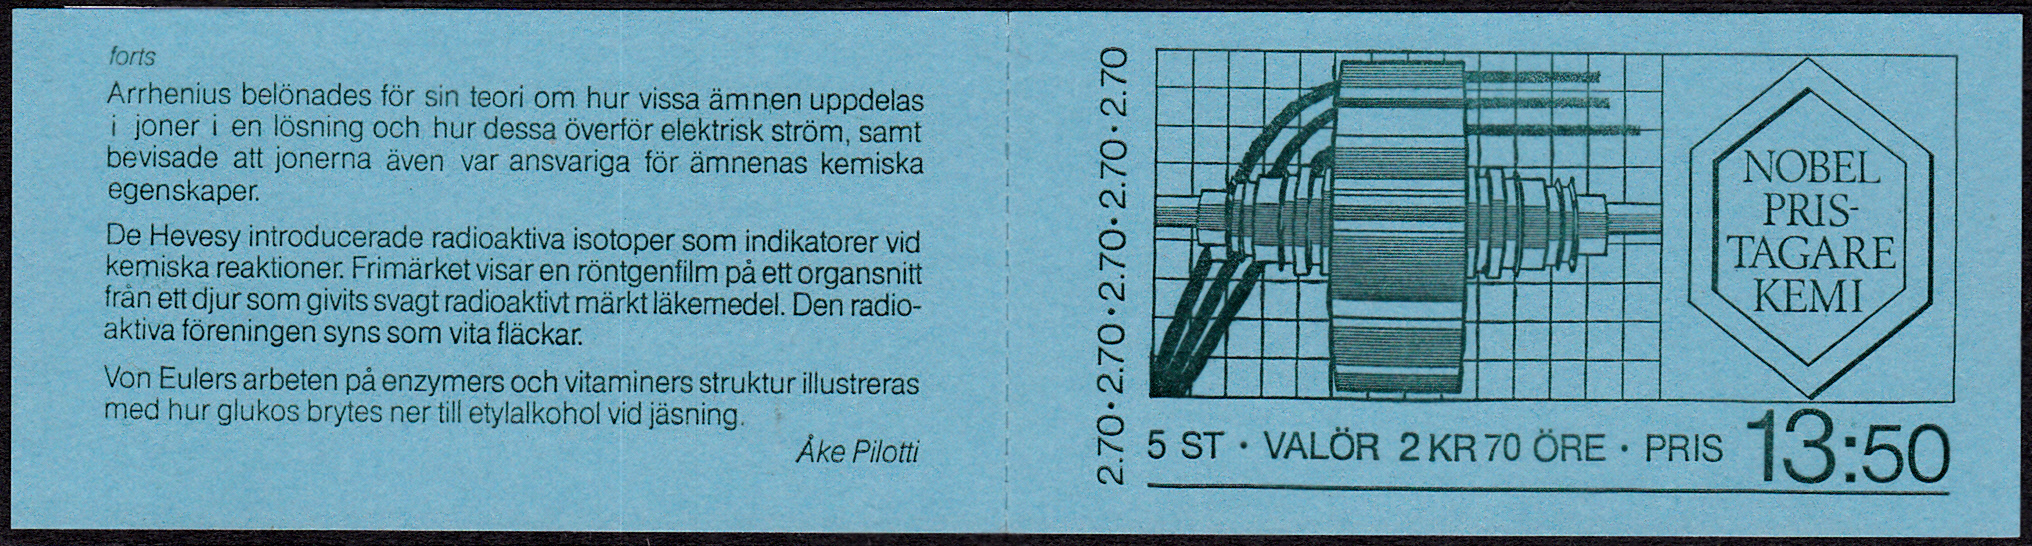 forts
Arrhenius belönades för sin teori om hur vissa ämnen uppdelas
i joner i en lösning och hur dessa överför elektrisk ström, samt
bevisade att jonerna även var ansvariga för ämnenas kemiska
egenskaper.
De Hevesy introducerade radioaktiva isotoper som indikatorer vid
kemiska reaktioner. Frimärket visar en röntgenfilm på ett organsnitt
från ett djur som givits svagt radioaktivt märkt läkemedel. Den radio-
aktiva föreningen syns som vita fläckar.
Von Eulers arbeten på enzymers och vitaminers struktur illustreras
med hur glukos brytes ner till etylalkohol vid jäsning.
Åke Pilotti
2.70·2.70·2.70·2.70·2.70
NOBEL
PRIS-
TAGARE
KEMI
5 ST · VALÖR 2 KR 70 ÖRE · PRIS 13:50